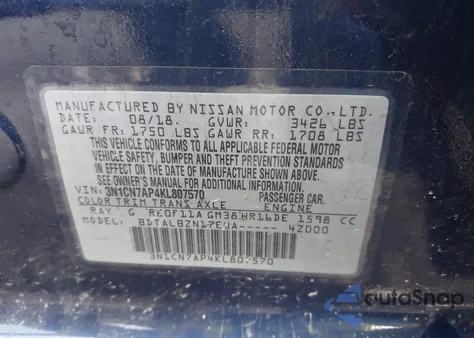 MANUFACTURED BY NISSAN MOTOR CO., LTD.
DATE: 08/18. GVWR: 3426 LBS
GAWR FR: 1750 LBS GAWR RR: 1708 LBS
THIS VEHICLE CONFORMS TO ALL APPLICABLE FEDERAL MOTOR
VEHICLE SAFETY, BUMPER AND THEFT PREVENTION STANDARDS
IN EFFECT ON THE DATE OF MANUFACTURE SHOWN ABOVE.
SEE OWNER'S MANUAL FOR ADDITIONAL INFORMATION
VIN: 3N1CN7AP4KL807570 PASSENGER CAR
COLOR TRIM TRANS AXLE ENGINE
RAY G RE0F11A GM38 HR16DE 1598 CC
MODEL: BDTALBZN17EUA----- 4Z000
3N1CN7AP4KL807570
autoSnap